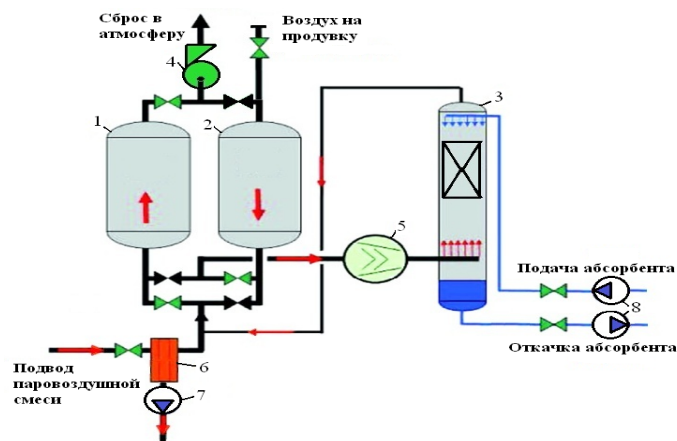 Сброс в
атмосферу
Воздух на
продувку
4
1
2
3
5
Подача абсорбента
8
Откачка абсорбента
Подвод
паровоздушной
смеси
6
7